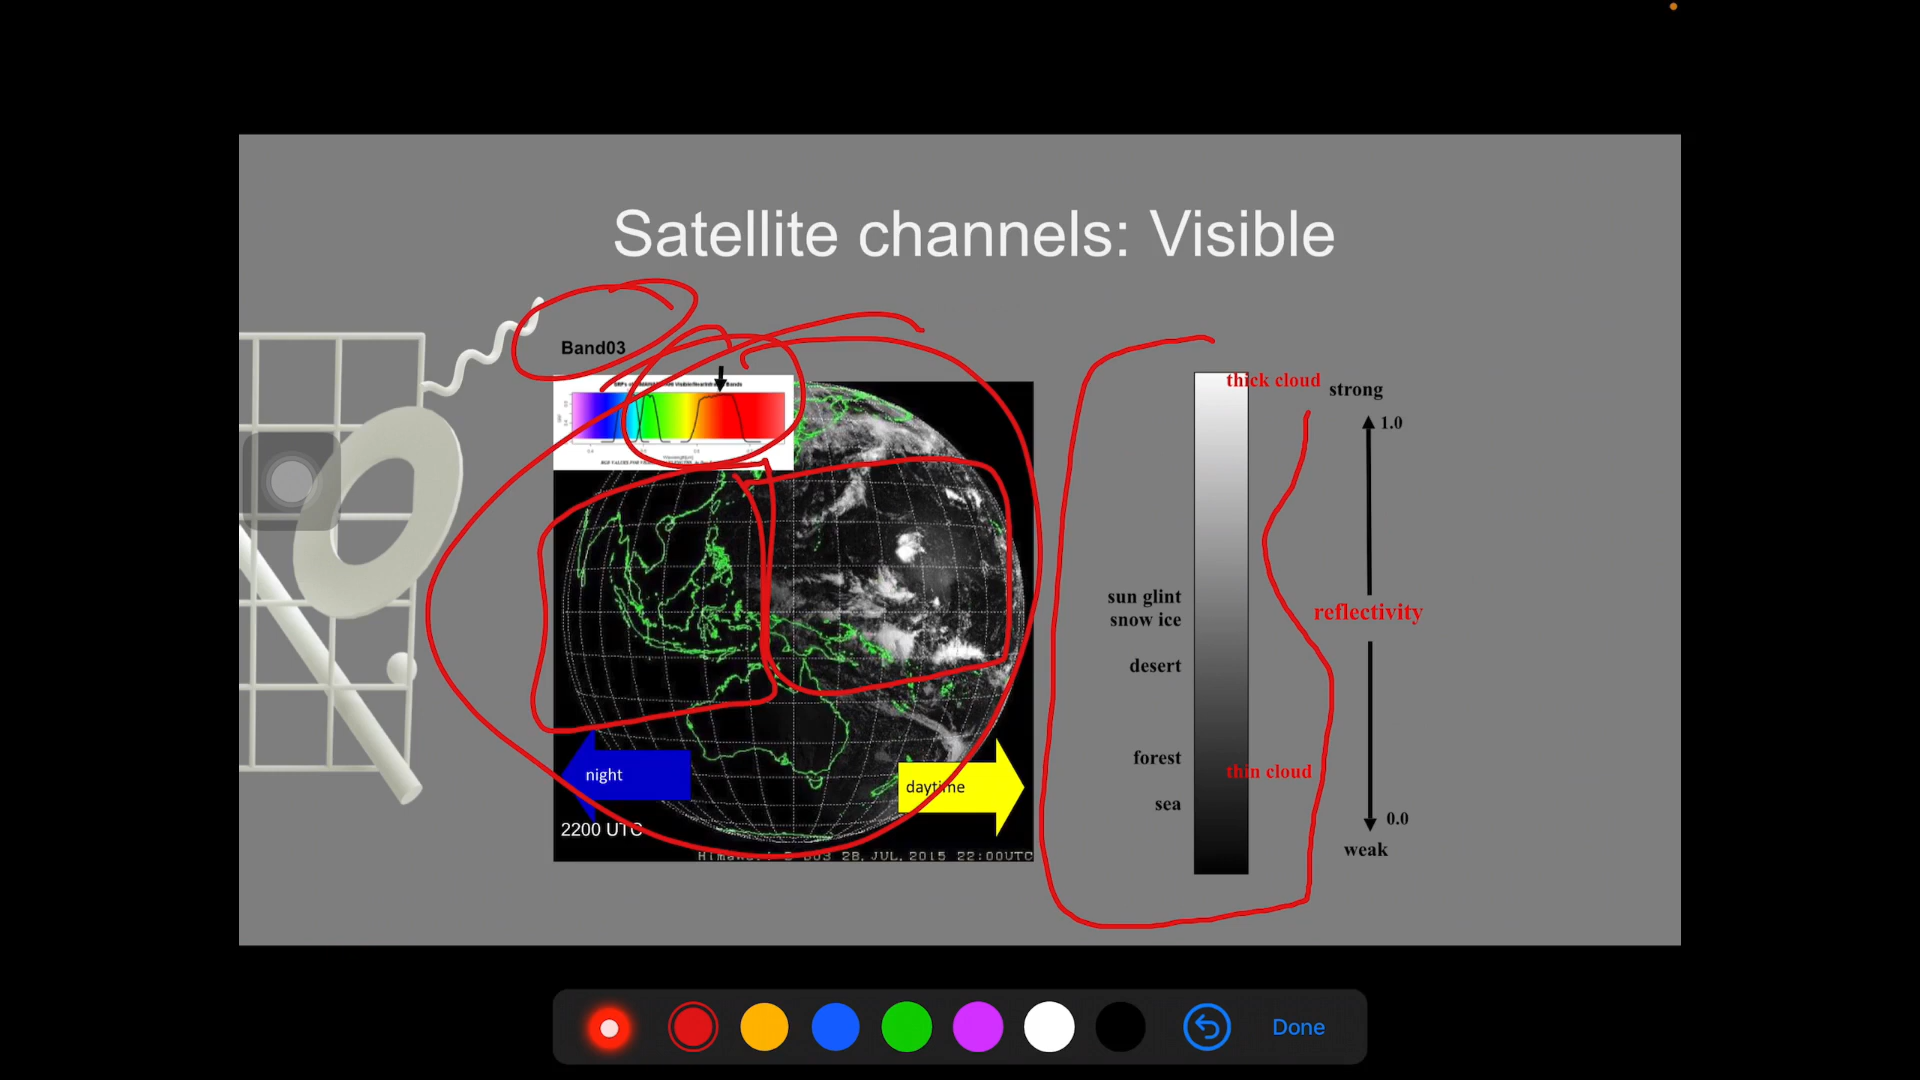 Satellite channels: Visible
Band03
thick cloud
strong
1.0
sun glint
snow ice
reflectivity
desert
forest
thin cloud
sea
0.0
weak
night
daytime
2200 UTC
28, JUL, 2015 22:00UTC
Done